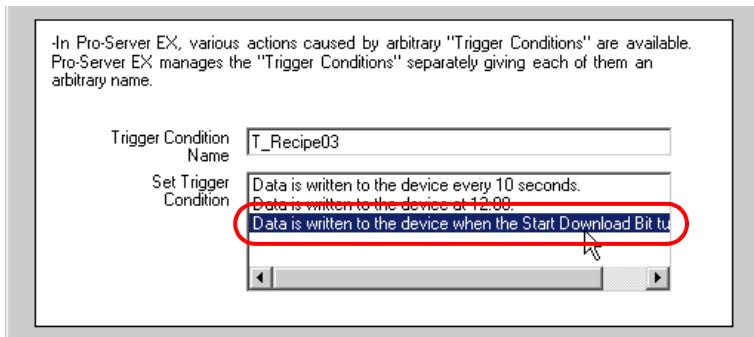 -In Pro-Server EX, various actions caused by arbitrary "Trigger Conditions" are available.
Pro-Server EX manages the "Trigger Conditions" separately giving each of them an
arbitrary name.
Trigger Condition
Name
T_Recipe03
Set Trigger
Condition
Data is written to the device every 10 seconds.
Data is written to the device at 12:00.
Data is written to the device when the Start Download Bit tu